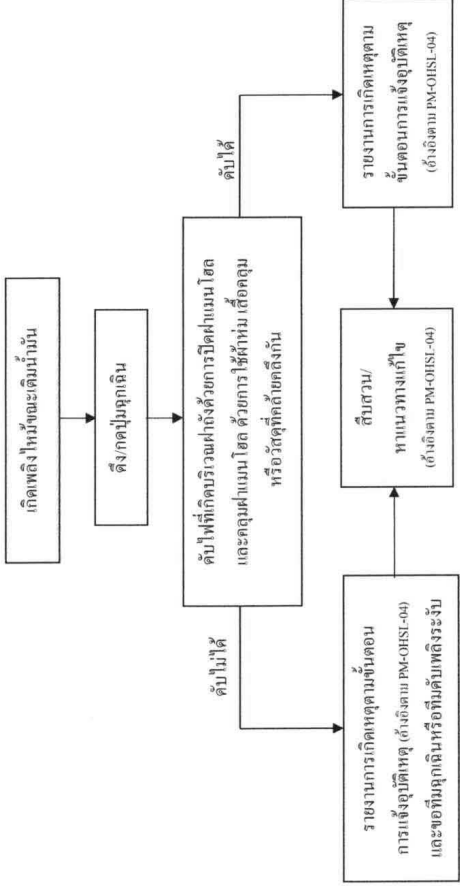 เกิดเพลิงไหม้ขณะเติมน้ำมัน
ดึง/กดปุ่มฉุกเฉิน
ดับไฟที่เกิดบริเวณฝาถังด้วยการปิดฝาแมนโฮล
และคลุมฝาแมนโฮล ด้วยการใช้ผ้าห่ม เสื่อคลุม
หรือวัสดุที่คล้ายคลึงกัน
ดับไม่ได้
ดับได้
รายงานการเกิดเหตุตามขั้นตอน
การแจ้งอุบัติเหตุ (อ้างอิงตาม PM-OHSL-04)
และขอทีมฉุกเฉินหรือทีมดับเพลิงระงับ
สืบสวน/
หาแนวทางแก้ไข
(อ้างอิงตาม PM-OHSL-04)
รายงานการเกิดเหตุตาม
ขั้นตอนการแจ้งอุบัติเหตุ
(อ้างอิงตาม PM-OHSL-04)